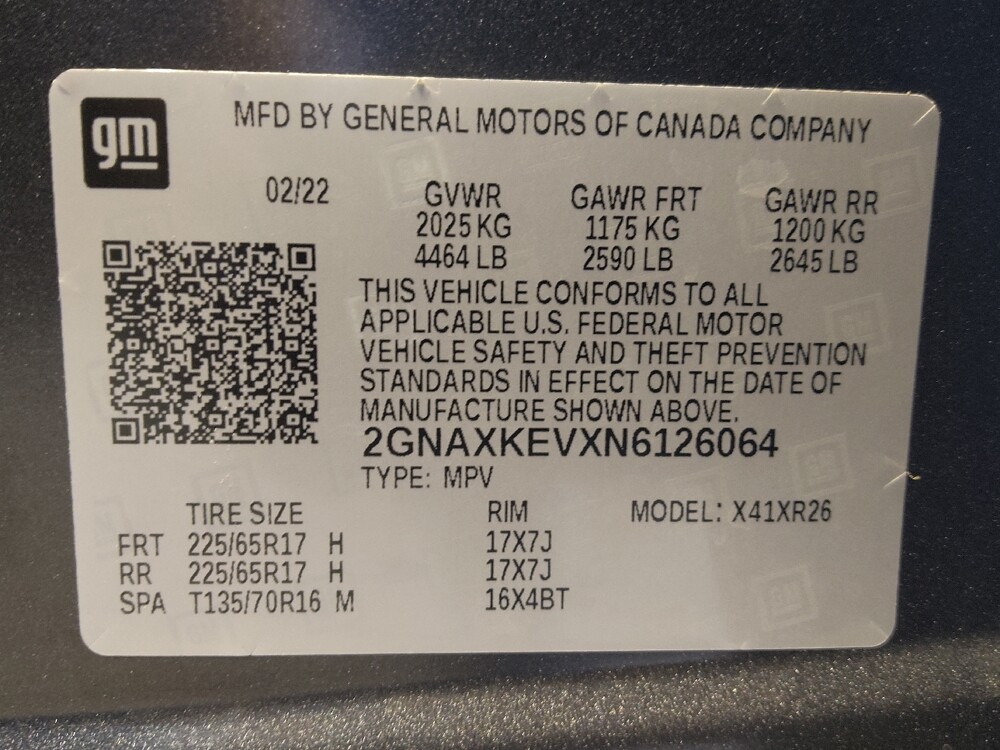 gm
MFD BY GENERAL MOTORS OF CANADA COMPANY
02/22 GVWR GAWR FRT GAWR RR
2025 KG 1175 KG 1200 KG
4464 LB 2590 LB 2645 LB
THIS VEHICLE CONFORMS TO ALL
APPLICABLE U.S. FEDERAL MOTOR
VEHICLE SAFETY AND THEFT PREVENTION
STANDARDS IN EFFECT ON THE DATE OF
MANUFACTURE SHOWN ABOVE.
2GNAXKEVXN6126064
TYPE: MPV
TIRE SIZE RIM MODEL: X41XR26
FRT 225/65R17 H 17X7J
RR 225/65R17 H 17X7J
SPA T135/70R16 M 16X4BT